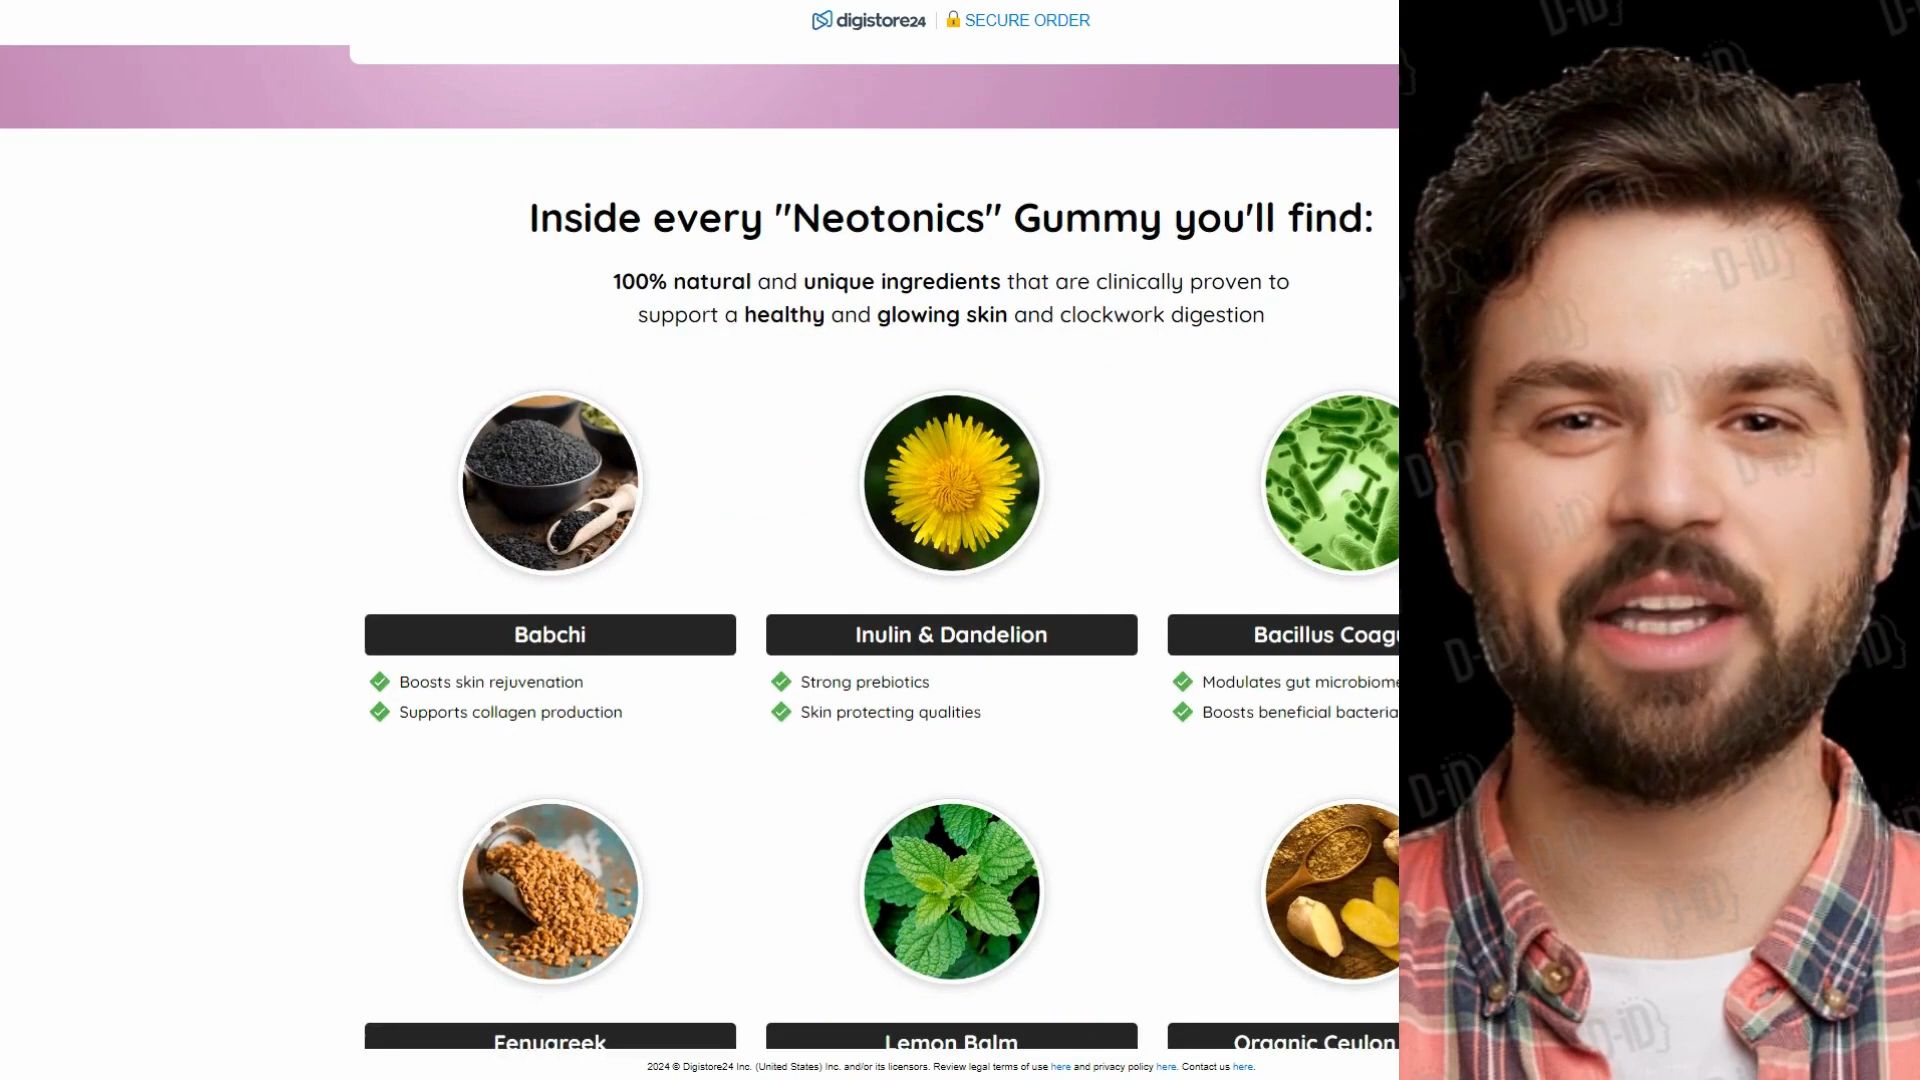 digistore24
SECURE ORDER
Inside every "Neotonics" Gummy you'll find:
100% natural and unique ingredients that are clinically proven to
support a healthy and glowing skin and clockwork digestion
Babchi
Boosts skin rejuvenation
Supports collagen production
Inulin & Dandelion
Strong prebiotics
Skin protecting qualities
Bacillus Coagu
Modulates gut microbiome
Boosts beneficial bacteria
Fenugreek
Lemon Balm
Organic Ceylon
2024 © Digistore24 Inc. (United States) Inc. and/or its licensors. Review legal terms of use here and privacy policy here. Contact us here.
D-iD}